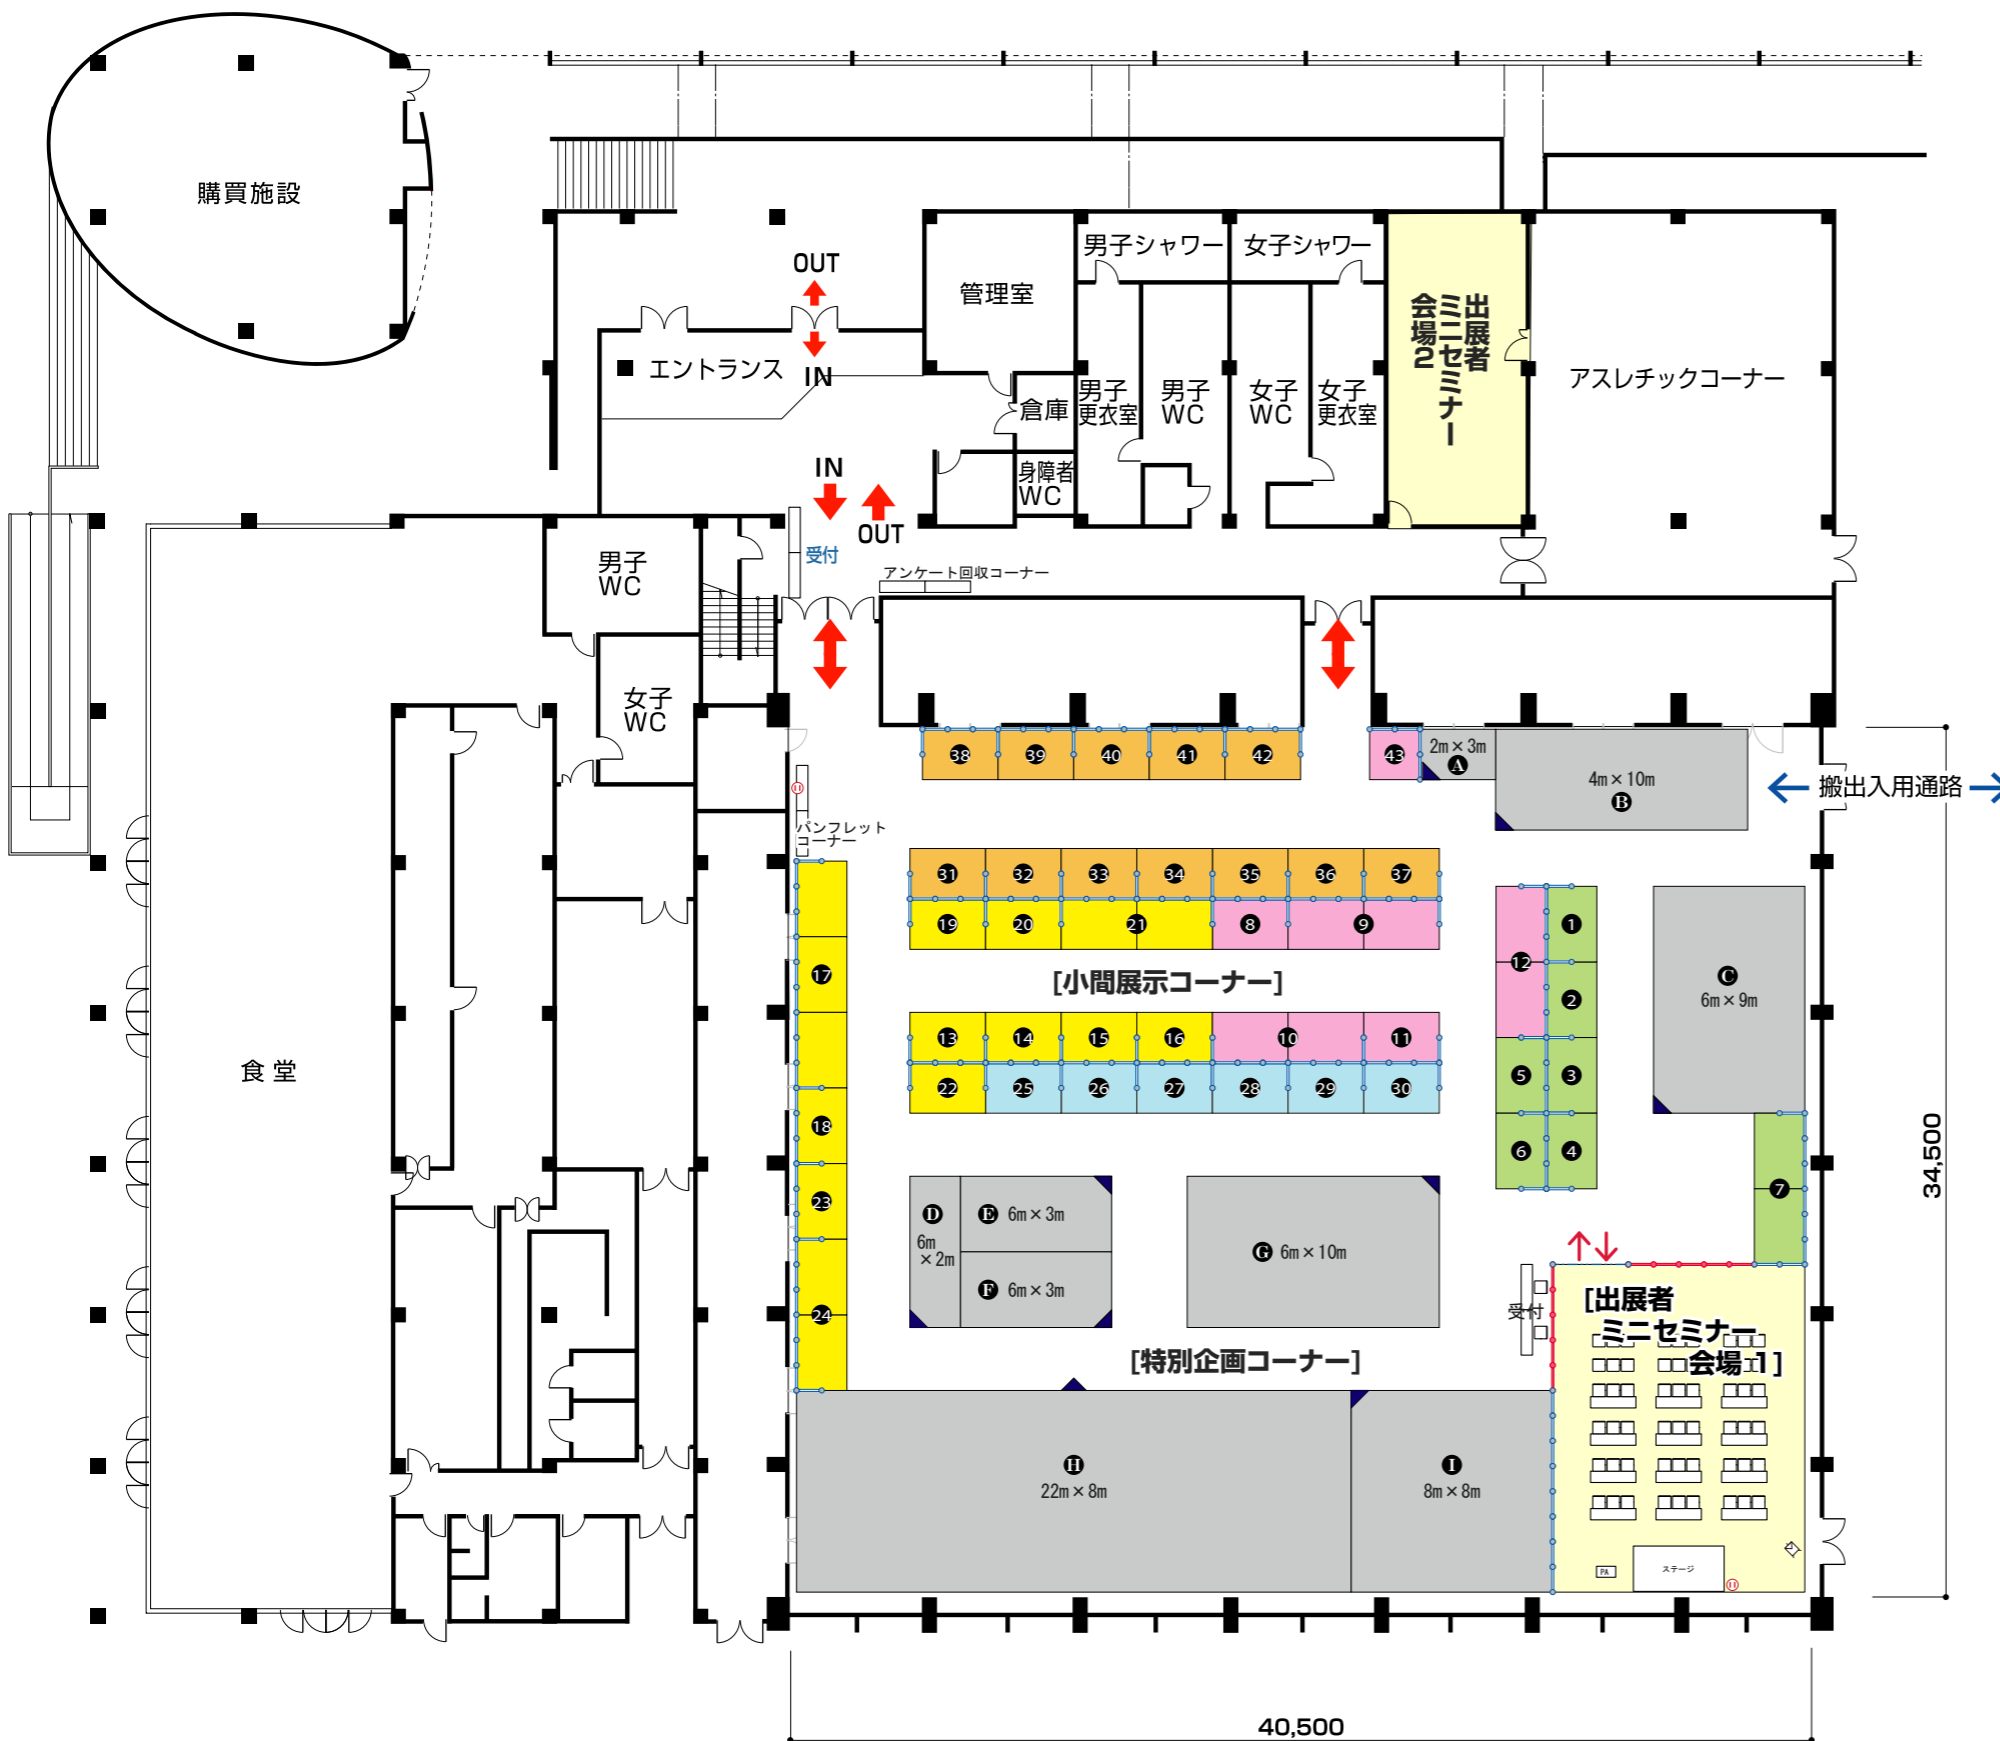 購買施設
OUT
IN
エントランス
管理室
男子シャワー
女子シャワー
出展者
ミニセミナー
会場2
アスレチックコーナー
倉庫
男子
更衣室
男子
WC
女子
WC
女子
更衣室
身障者
WC
IN
OUT
受付
アンケート回収コーナー
男子
WC
女子
WC
食堂
パンフレット
コーナー
38
39
40
41
42
43
2m×3m
A
4m×10m
B
搬出入用通路
31
32
33
34
35
36
37
19
20
21
8
9
[小間展示コーナー]
13
14
15
16
10
11
22
25
26
27
28
29
30
17
18
23
24
12
1
2
5
3
6
4
7
C
6m×9m
D
6m
×2m
E 6m×3m
F 6m×3m
G 6m×10m
[特別企画コーナー]
H
22m×8m
I
8m×8m
受付
[出展者
ミニセミナー
会場1]
PA
ステージ
34,500
40,500